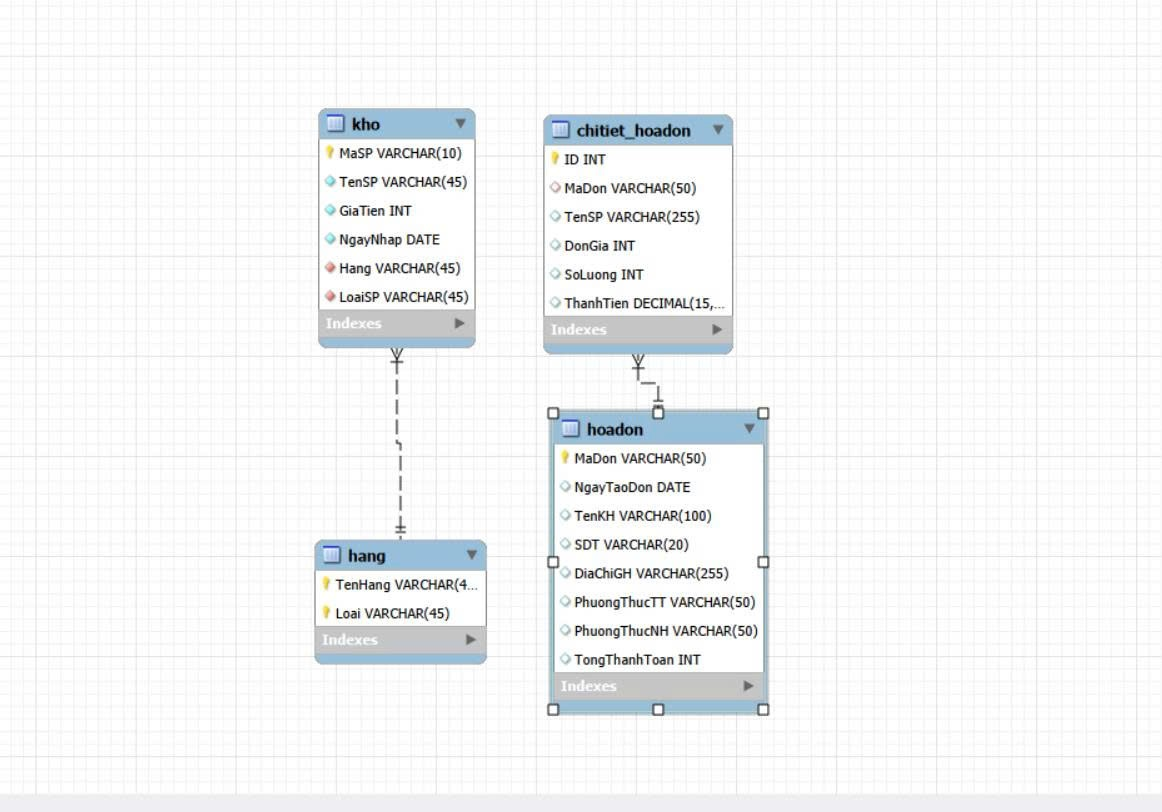 kho
MaSP VARCHAR(10)
TenSP VARCHAR(45)
GiaTien INT
NgayNhap DATE
Hang VARCHAR(45)
LoaiSP VARCHAR(45)
Indexes
chitiet_hoadon
ID INT
MaDon VARCHAR(50)
TenSP VARCHAR(255)
DonGia INT
SoLuong INT
ThanhTien DECIMAL(15,...
Indexes
hang
TenHang VARCHAR(4...
Loai VARCHAR(45)
Indexes
hoadon
MaDon VARCHAR(50)
NgayTaoDon DATE
TenKH VARCHAR(100)
SDT VARCHAR(20)
DiaChiGH VARCHAR(255)
PhuongThucTT VARCHAR(50)
PhuongThucNH VARCHAR(50)
TongThanhToan INT
Indexes